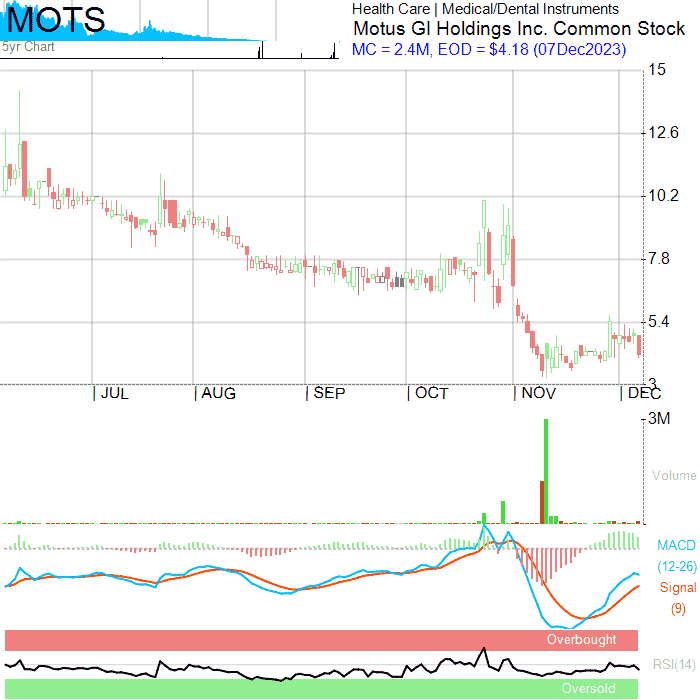 MOTS
5yr Chart
Health Care | Medical/Dental Instruments
Motus GI Holdings Inc. Common Stock
MC = 2.4M, EOD = $4.18 (07Dec2023)
15
12.6
10.2
7.8
5.4
3
JUL
AUG
SEP
OCT
NOV
DEC
3M
Volume
MACD
(12-26)
Signal
(9)
Overbought
RSI(14)
Oversold